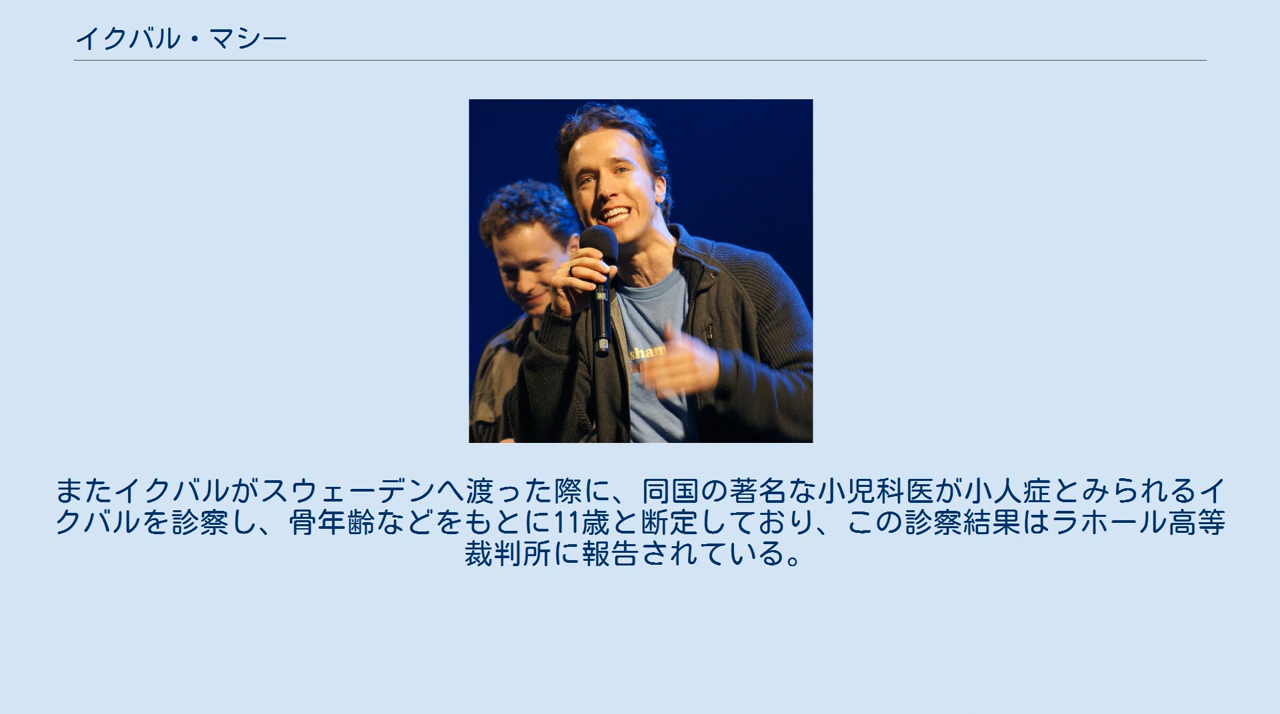 イクバル・マシー
sham
またイクバルがスウェーデンへ渡った際に、同国の著名な小児科医が小人症とみられるイ
クバルを診察し、骨年齢などをもとに11歳と断定しており、この診察結果はラホール高等
裁判所に報告されている。